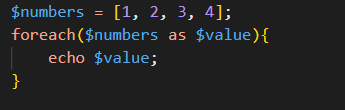 $numbers = [1, 2, 3, 4];
foreach($numbers as $value){
    echo $value;
}